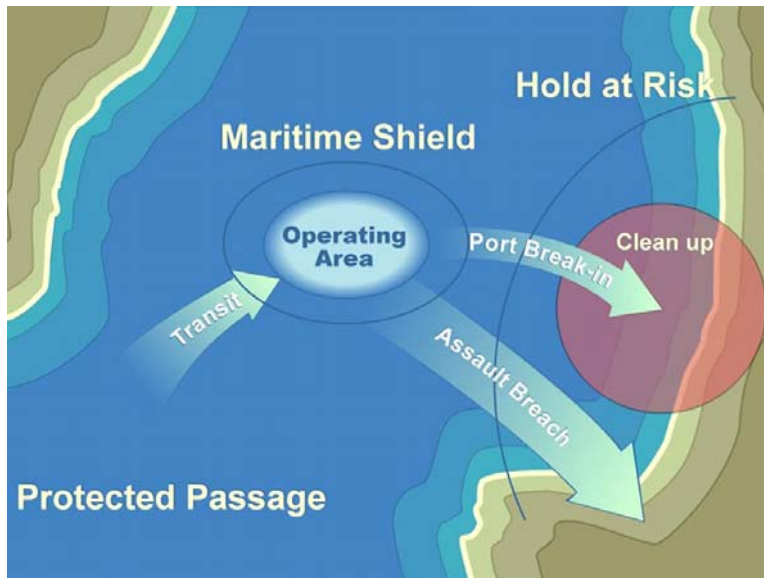 Hold at Risk
Maritime Shield
Operating
Area
Port Break-in
Clean up
Transit
Assault Breach
Protected Passage